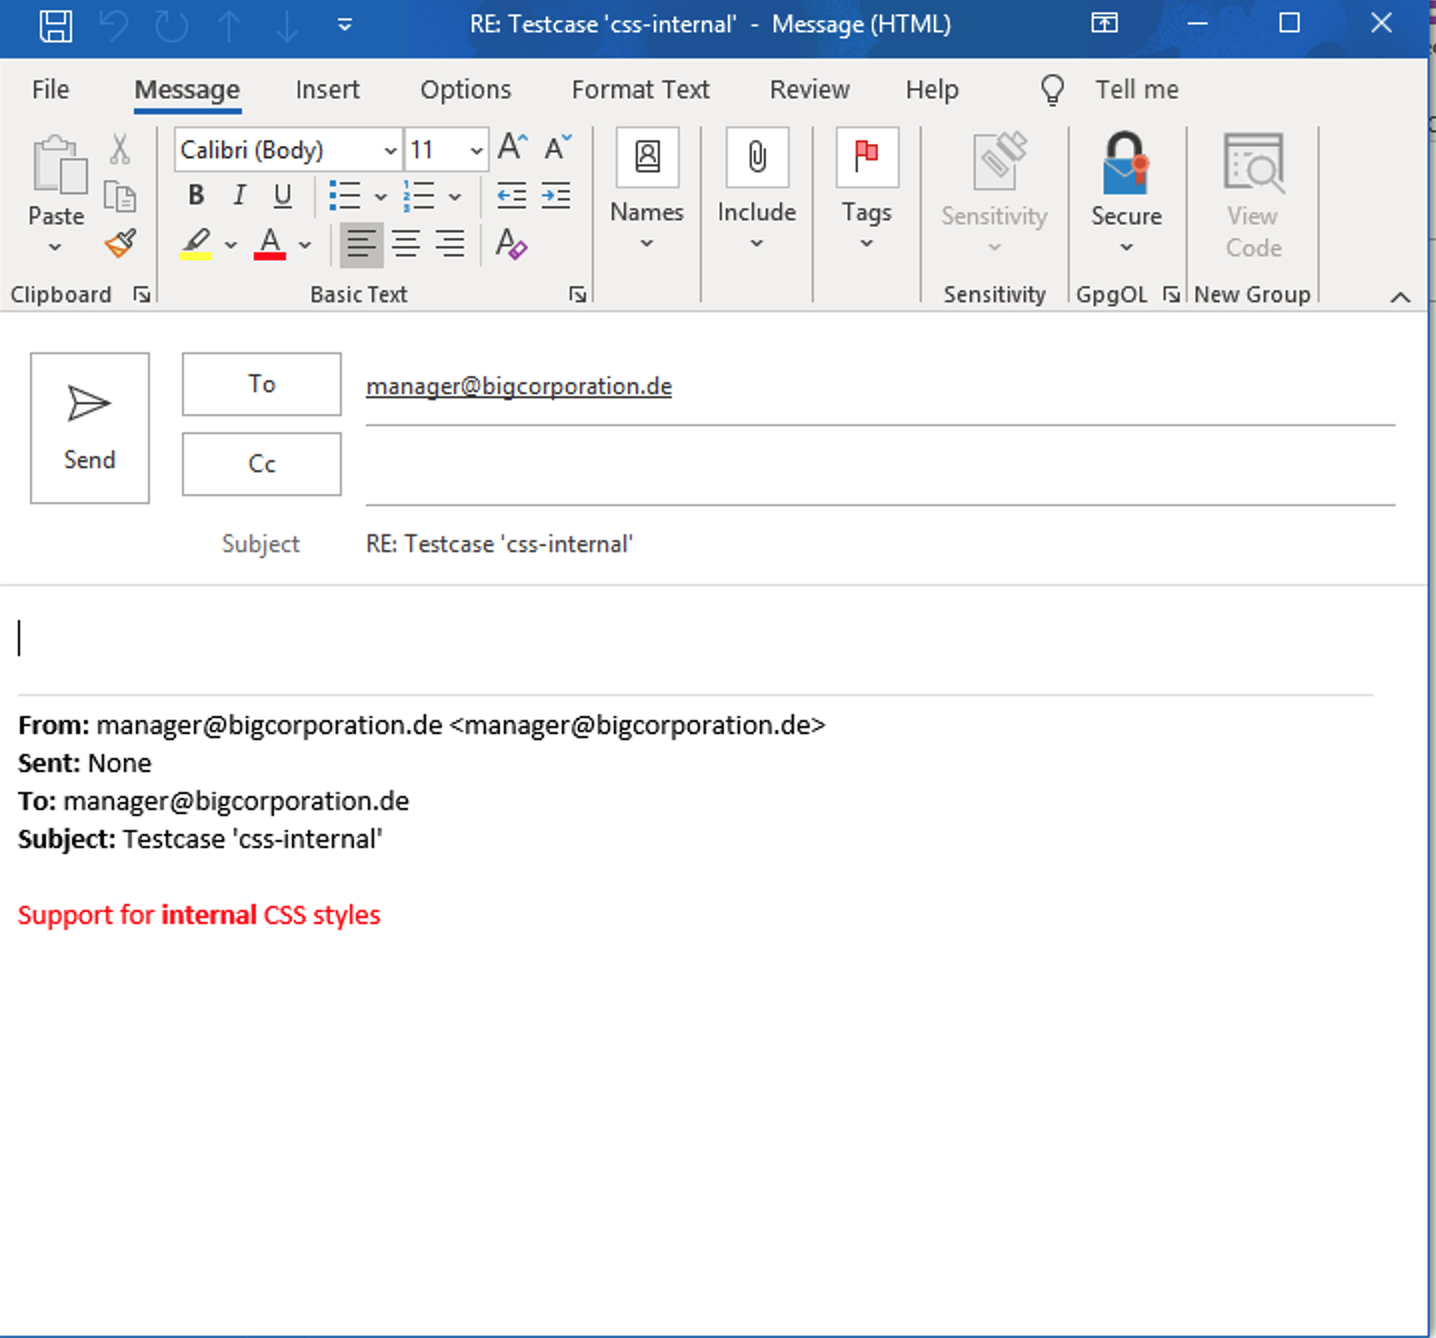 RE: Testcase 'css-internal' - Message (HTML)
File Message Insert Options Format Text Review Help Tell me
Calibri (Body) 11
B I U
Paste Names Include Tags Sensitivity Secure View Code
Clipboard Basic Text Sensitivity GpgOL New Group
To manager@bigcorporation.de
Send
Cc
Subject RE: Testcase 'css-internal'
From: manager@bigcorporation.de <manager@bigcorporation.de>
Sent: None
To: manager@bigcorporation.de
Subject: Testcase 'css-internal'
Support for internal CSS styles